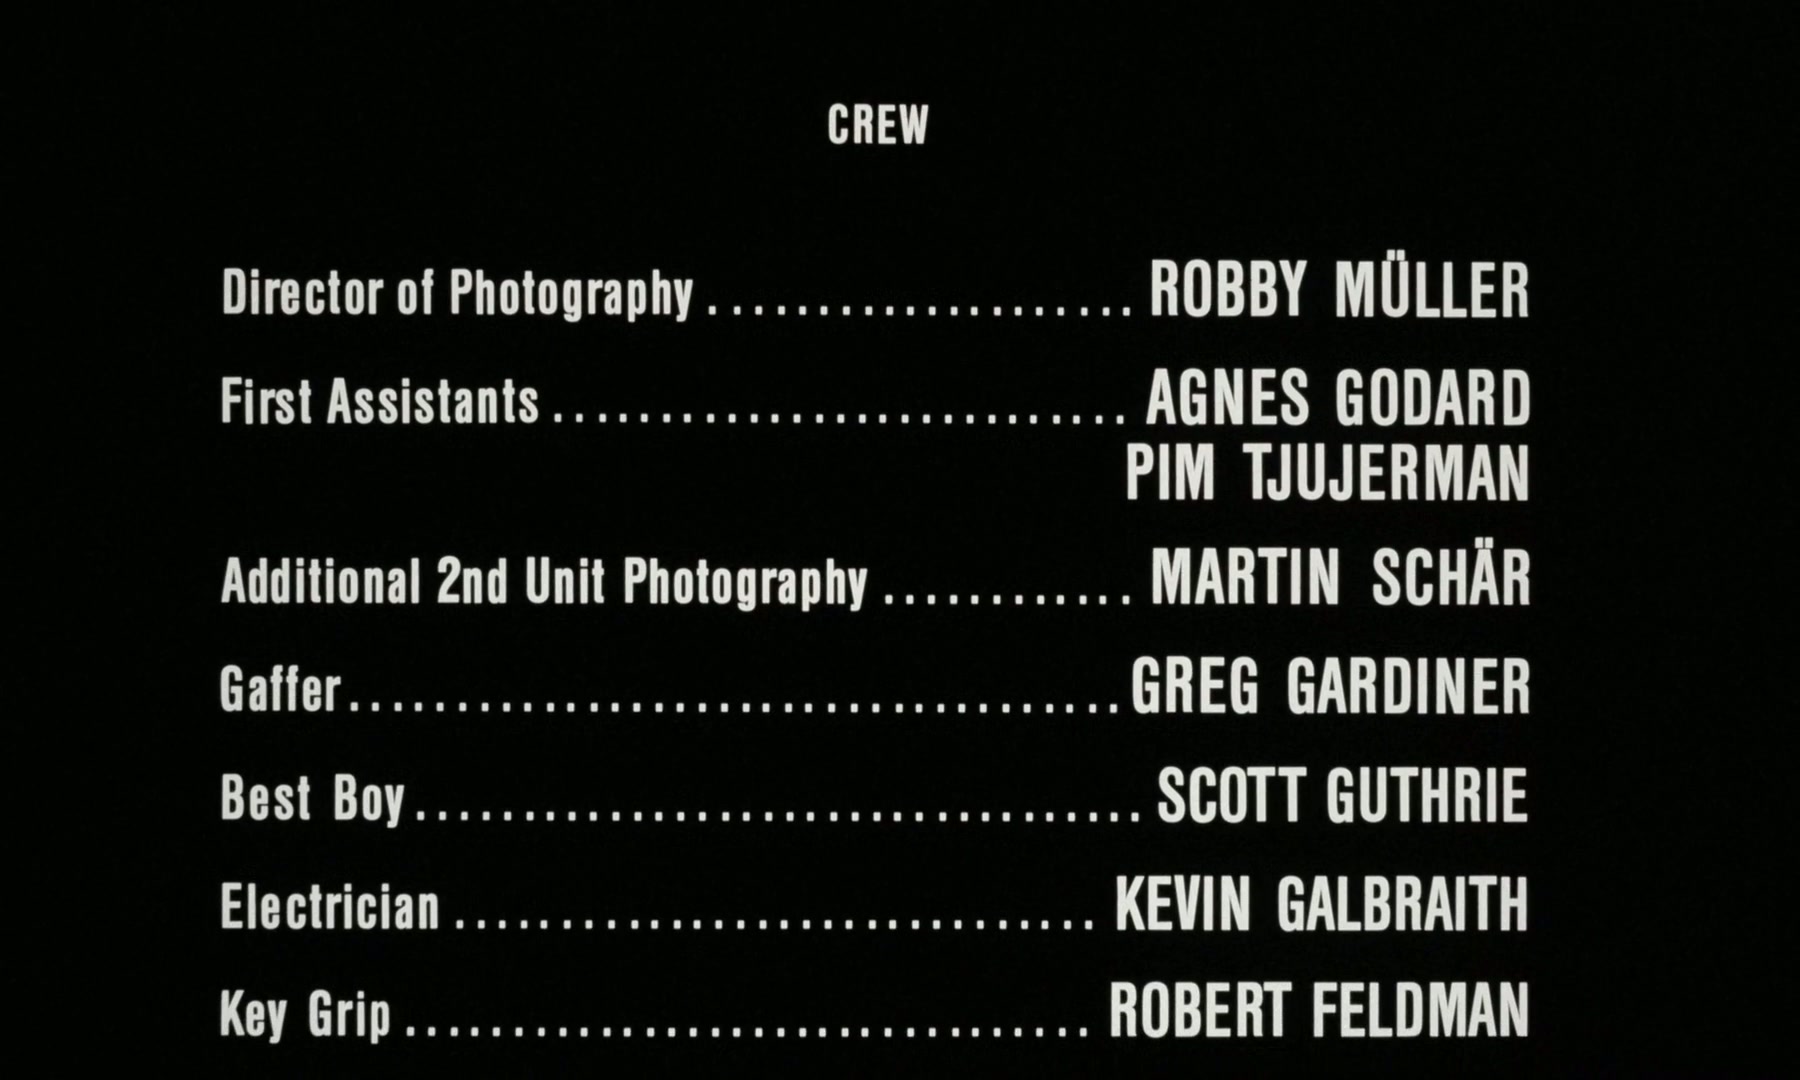 CREW
Director of Photography .................... ROBBY MÜLLER
First Assistants ........................... AGNES GODARD
PIM TJUJERMAN
Additional 2nd Unit Photography ............ MARTIN SCHÄR
Gaffer .................................... GREG GARDINER
Best Boy .................................. SCOTT GUTHRIE
Electrician .............................. KEVIN GALBRAITH
Key Grip ................................ ROBERT FELDMAN